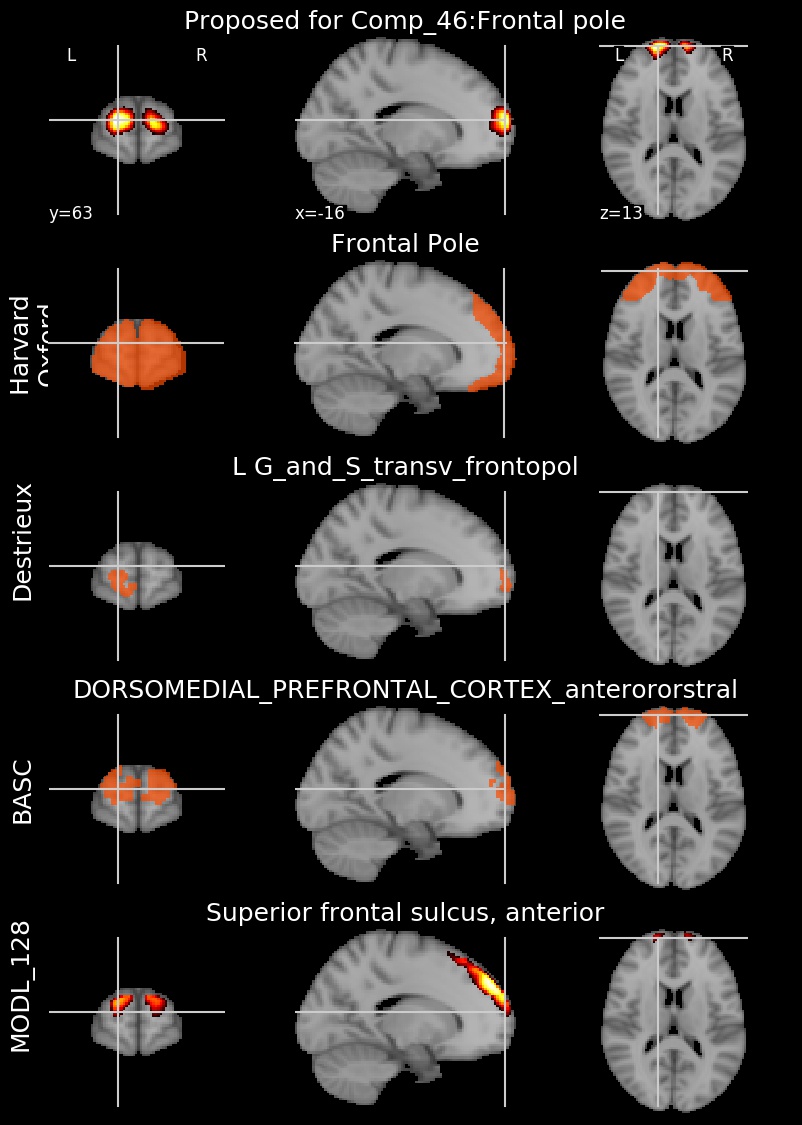 Proposed for Comp_46:Frontal pole
L R
L R
y=63
x=-16
z=13
Frontal Pole
Harvard
Oxford
L G_and_S_transv_frontopol
Destrieux
DORSOMEDIAL_PREFRONTAL_CORTEX_anterororstral
BASC
Superior frontal sulcus, anterior
MODL_128